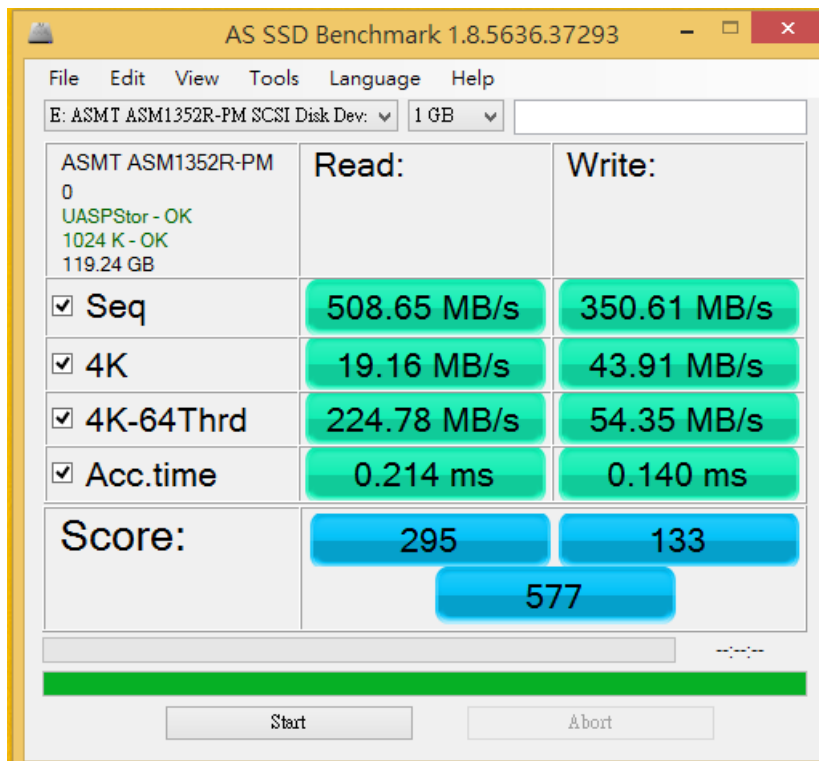 AS SSD Benchmark 1.8.5636.37293
File Edit View Tools Language Help
E: ASMT ASM1352R-PM SCSI Disk Dev: 1 GB
ASMT ASM1352R-PM
0
UASPStor - OK
1024 K - OK
119.24 GB
Read: Write:
Seq 508.65 MB/s 350.61 MB/s
4K 19.16 MB/s 43.91 MB/s
4K-64Thrd 224.78 MB/s 54.35 MB/s
Acc.time 0.214 ms 0.140 ms
Score: 295 133
577
--:--:--
Start Abort